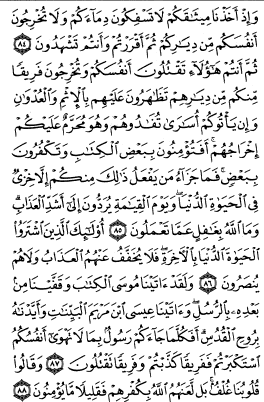 وَإِذْ أَخَذْنَا مِيثَٰقَكُمْ لَا تَسْفِكُونَ دِمَآءَكُمْ وَلَا تُخْرِجُونَ
أَنفُسَكُم مِّن دِيَٰرِكُمْ ثُمَّ أَقْرَرْتُمْ وَأَنتُمْ تَشْهَدُونَ ٨٤
ثُمَّ أَنتُمْ هَٰٓؤُلَآءِ تَقْتُلُونَ أَنفُسَكُمْ وَتُخْرِجُونَ فَرِيقًا
مِّنكُم مِّن دِيَٰرِهِمْ تَظَٰهَرُونَ عَلَيْهِم بِٱلْإِثْمِ وَٱلْعُدْوَٰنِ
وَإِن يَأْتُوكُمْ أُسَٰرَىٰ تُفَٰدُوهُمْ وَهُوَ مُحَرَّمٌ عَلَيْكُمْ
إِخْرَاجُهُمْ ۚ أَفَتُؤْمِنُونَ بِبَعْضِ ٱلْكِتَٰبِ وَتَكْفُرُونَ
بِبَعْضٍ ۚ فَمَا جَزَآءُ مَن يَفْعَلُ ذَٰلِكَ مِنكُمْ إِلَّا خِزْىٌ
فِى ٱلْحَيَوٰةِ ٱلدُّنْيَا ۖ وَيَوْمَ ٱلْقِيَٰمَةِ يُرَدُّونَ إِلَىٰٓ أَشَدِّ ٱلْعَذَابِ ۗ
وَمَا ٱللَّهُ بِغَٰفِلٍ عَمَّا تَعْمَلُونَ ٨٥ أُو۟لَٰٓئِكَ ٱلَّذِينَ ٱشْتَرَوُا۟
ٱلْحَيَوٰةَ ٱلدُّنْيَا بِٱلْءَاخِرَةِ ۖ فَلَا يُخَفَّفُ عَنْهُمُ ٱلْعَذَابُ وَلَا هُمْ
يُنصَرُونَ ٨٦ وَلَقَدْ ءَاتَيْنَا مُوسَى ٱلْكِتَٰبَ وَقَفَّيْنَا مِنۢ
بَعْدِهِۦ بِٱلرُّسُلِ ۖ وَءَاتَيْنَا عِيسَى ٱبْنَ مَرْيَمَ ٱلْبَيِّنَٰتِ وَأَيَّدْنَٰهُ
بِرُوحِ ٱلْقُدُسِ ۗ أَفَكُلَّمَا جَآءَكُمْ رَسُولٌۢ بِمَا لَا تَهْوَىٰٓ أَنفُسُكُمُ
ٱسْتَكْبَرْتُمْ فَفَرِيقًا كَذَّبْتُمْ وَفَرِيقًا تَقْتُلُونَ ٨٧ وَقَالُوا۟
قُلُوبُنَا غُلْفٌۢ ۚ بَل لَّعَنَهُمُ ٱللَّهُ بِكُفْرِهِمْ فَقَلِيلًا مَّا يُؤْمِنُونَ ٨٨